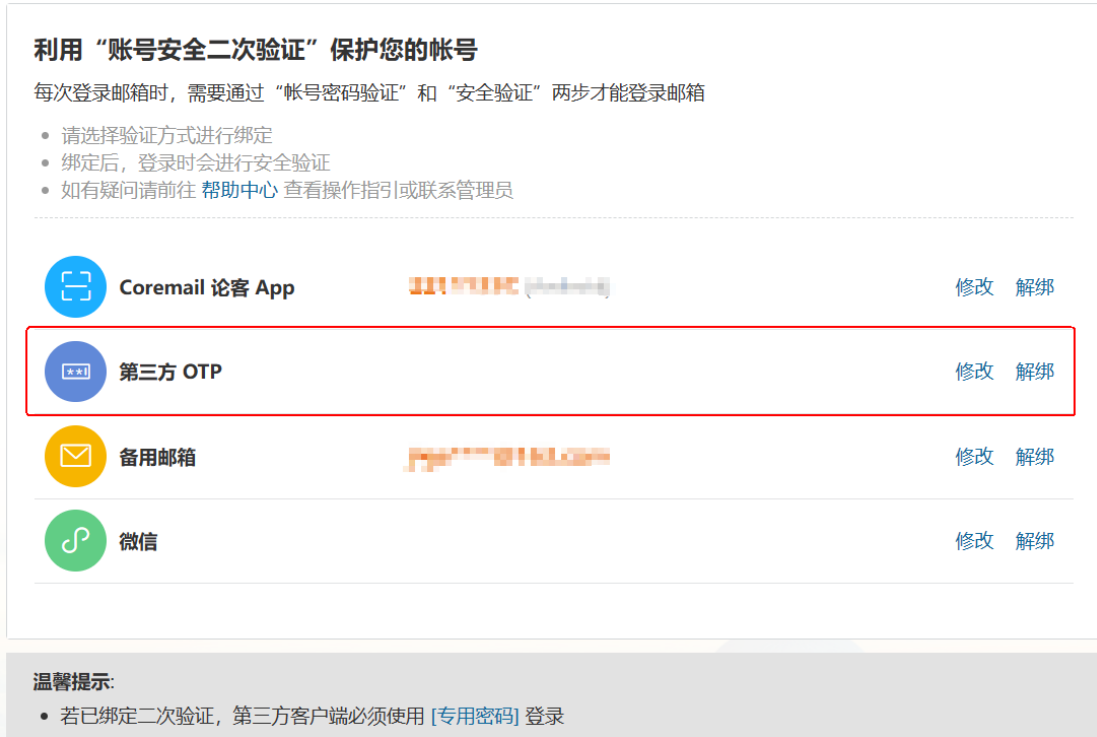 利用“账号安全二次验证”保护您的帐号
每次登录邮箱时，需要通过“帐号密码验证”和“安全验证”两步才能登录邮箱
请选择验证方式进行绑定
绑定后，登录时会进行安全验证
如有疑问请前往 帮助中心 查看操作指引或联系管理员
Coremail 论客 App 修改 解绑
第三方 OTP 修改 解绑
备用邮箱 修改 解绑
微信 修改 解绑
温馨提示:
若已绑定二次验证，第三方客户端必须使用 [专用密码] 登录